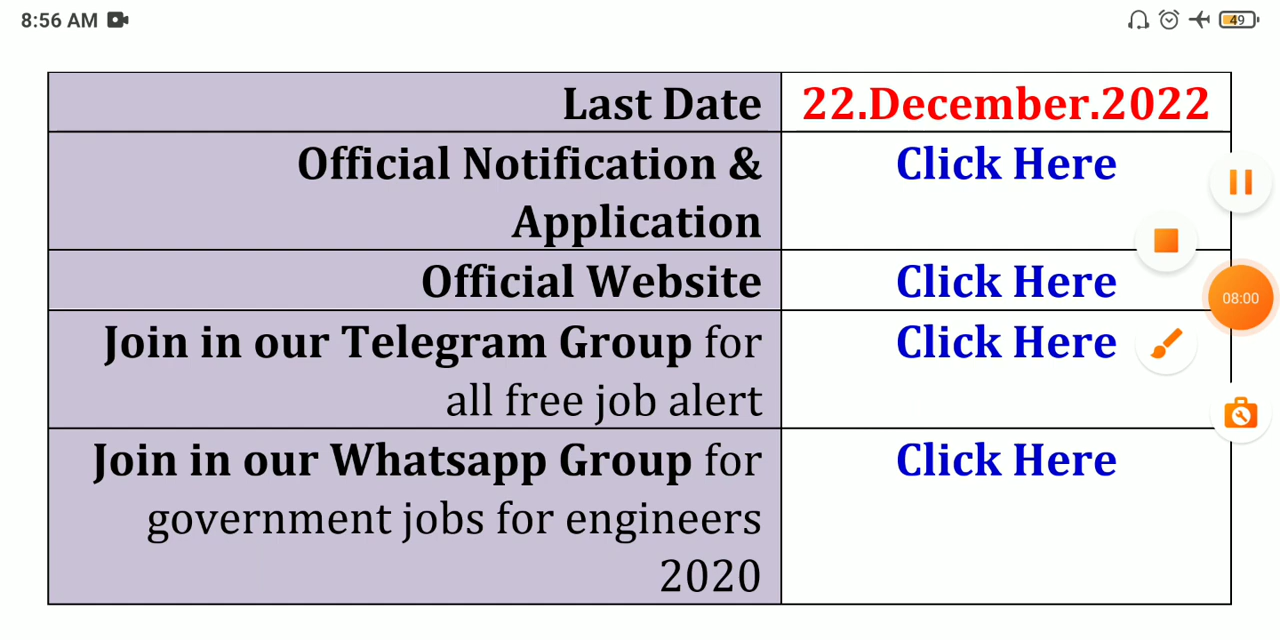 8:56 AM
49
Last Date 22.December.2022
Official Notification & Click Here
Application
Official Website Click Here
Join in our Telegram Group for Click Here
all free job alert
Join in our Whatsapp Group for Click Here
government jobs for engineers
2020
08:00